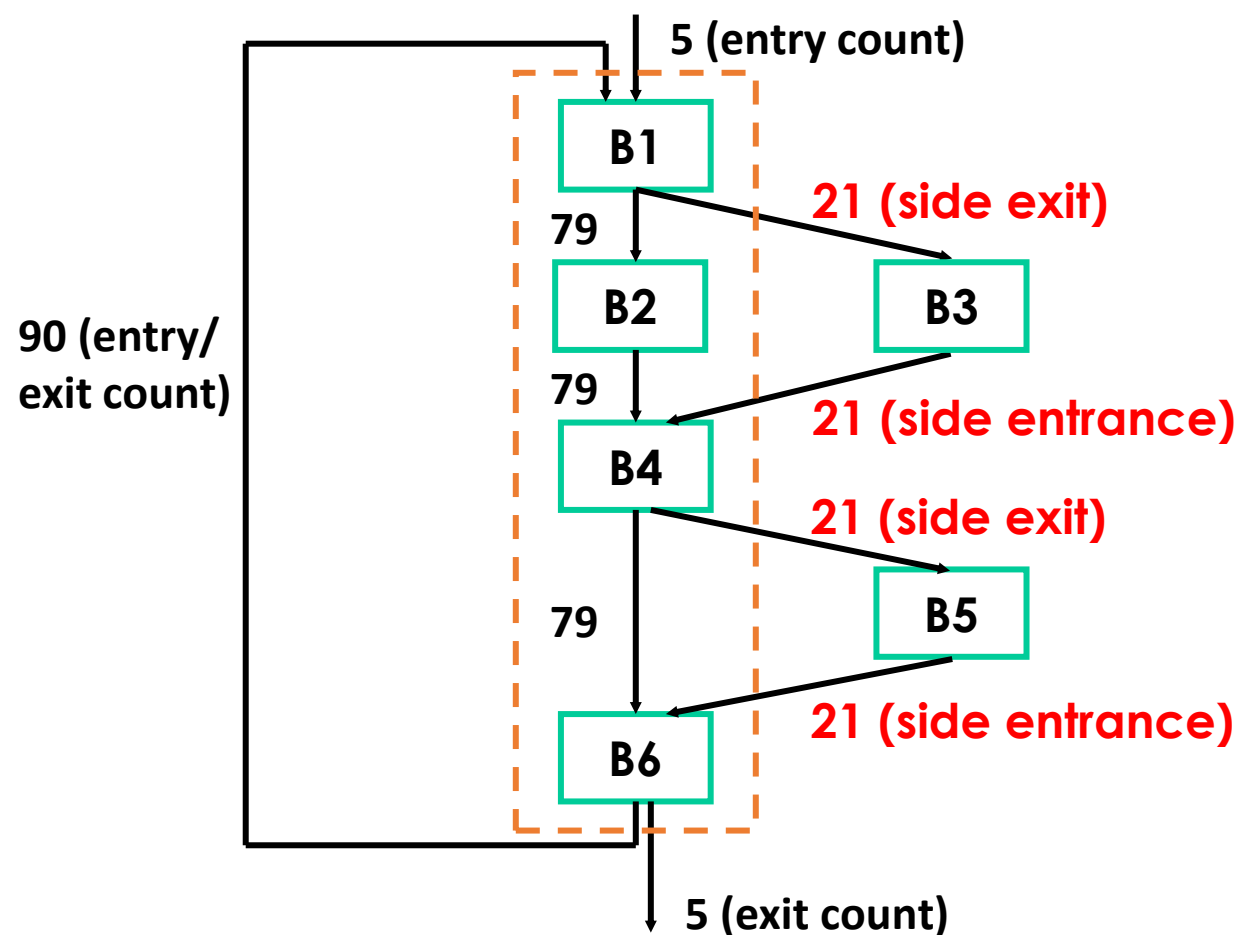 5 (entry count)
B1
21 (side exit)
79
B2
B3
90 (entry/
exit count)
79
21 (side entrance)
B4
21 (side exit)
79
B5
21 (side entrance)
B6
5 (exit count)